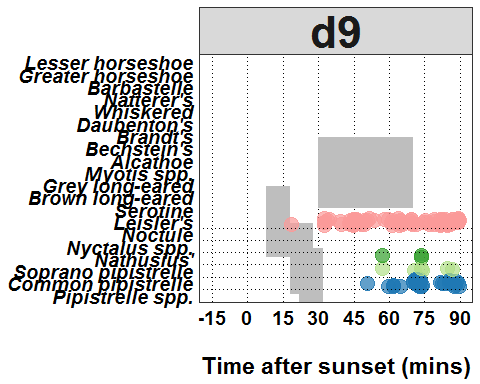 d9
Lesser horseshoe
Greater horseshoe
Barbastelle
Natterer's
Whiskered
Daubenton's
Brandt's
Bechstein's
Alcathoe
Myotis spp.
Grey long-eared
Brown long-eared
Serotine
Leisler's
Noctule
Nyctalus spp.
Nathusius'
Soprano pipistrelle
Common pipistrelle
Pipistrelle spp.
-15 0 15 30 45 60 75 90
Time after sunset (mins)